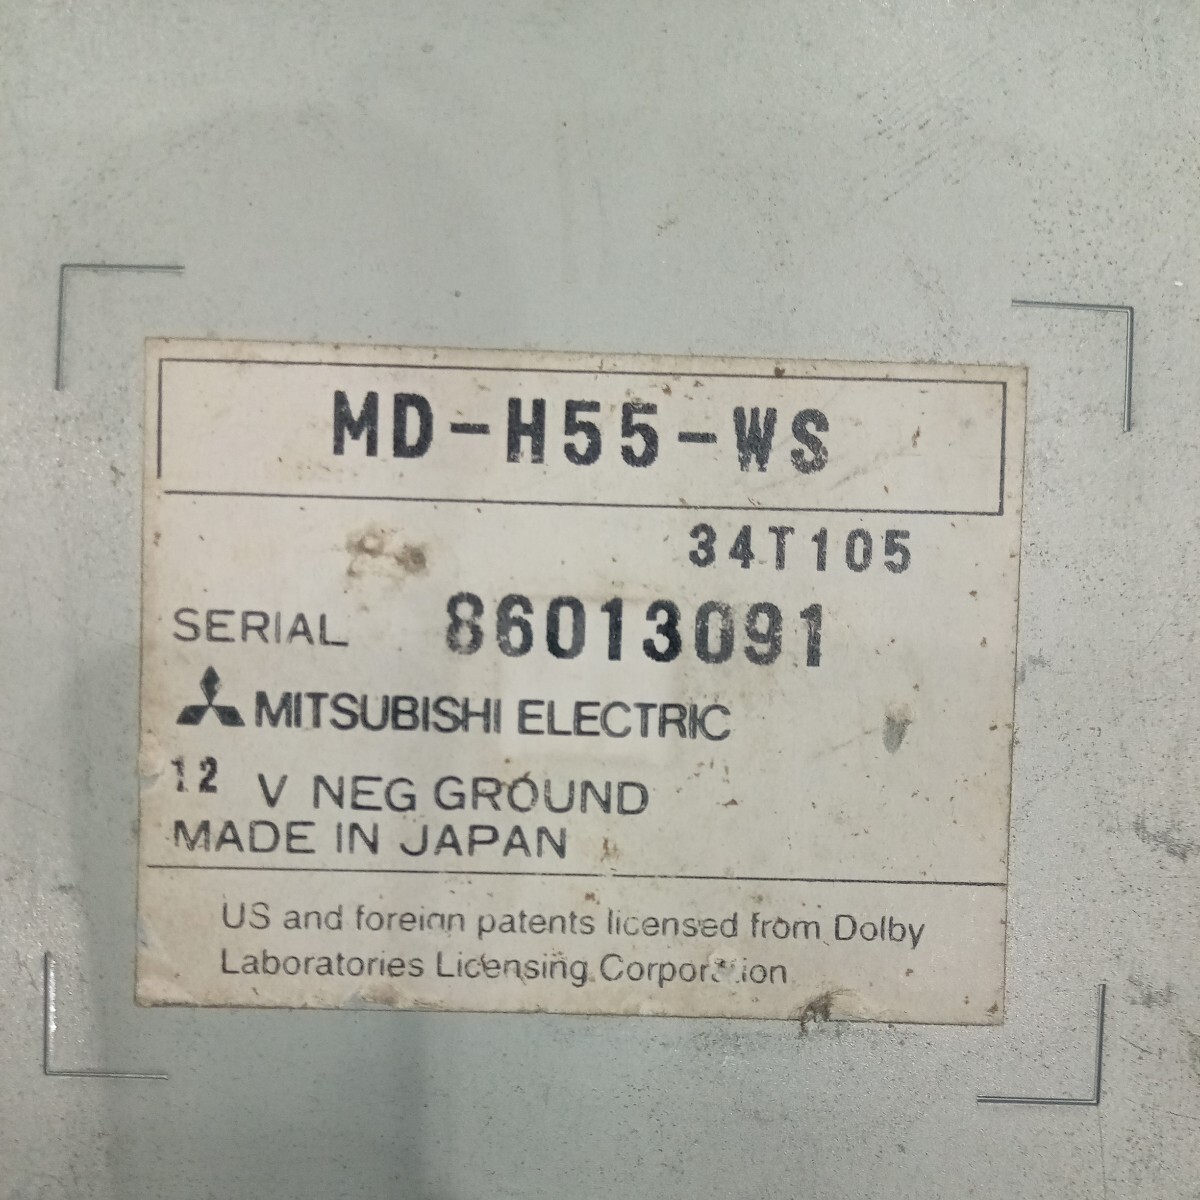 MD-H55-WS
34T105
SERIAL 86013091
MITSUBISHI ELECTRIC
12 V NEG GROUND
MADE IN JAPAN
US and foreign patents licensed from Dolby
Laboratories Licensing Corporation